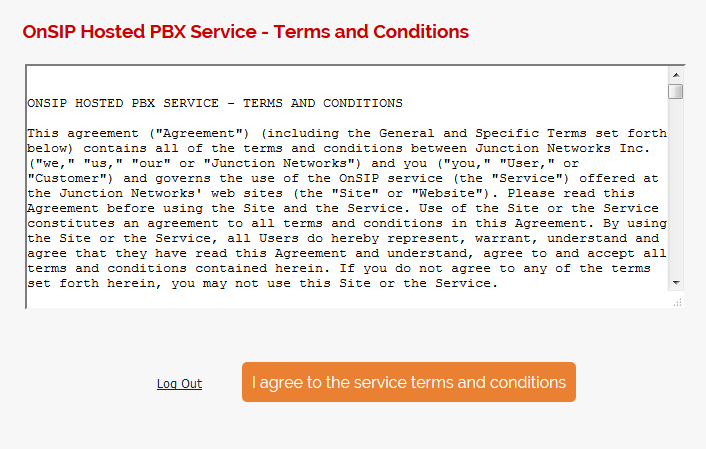 OnSIP Hosted PBX Service - Terms and Conditions
ONSIP HOSTED PBX SERVICE - TERMS AND CONDITIONS
This agreement ("Agreement") (including the General and Specific Terms set forth
below) contains all of the terms and conditions between Junction Networks Inc.
("we," "us," "our" or "Junction Networks") and you ("you," "User," or
"Customer") and governs the use of the OnSIP service (the "Service") offered at
the Junction Networks' web sites (the "Site" or "Website"). Please read this
Agreement before using the Site and the Service. Use of the Site or the Service
constitutes an agreement to all terms and conditions in this Agreement. By using
the Site or the Service, all Users do hereby represent, warrant, understand and
agree that they have read this Agreement and understand, agree to and accept all
terms and conditions contained herein. If you do not agree to any of the terms
set forth herein, you may not use this Site or the Service.
Log Out
I agree to the service terms and conditions